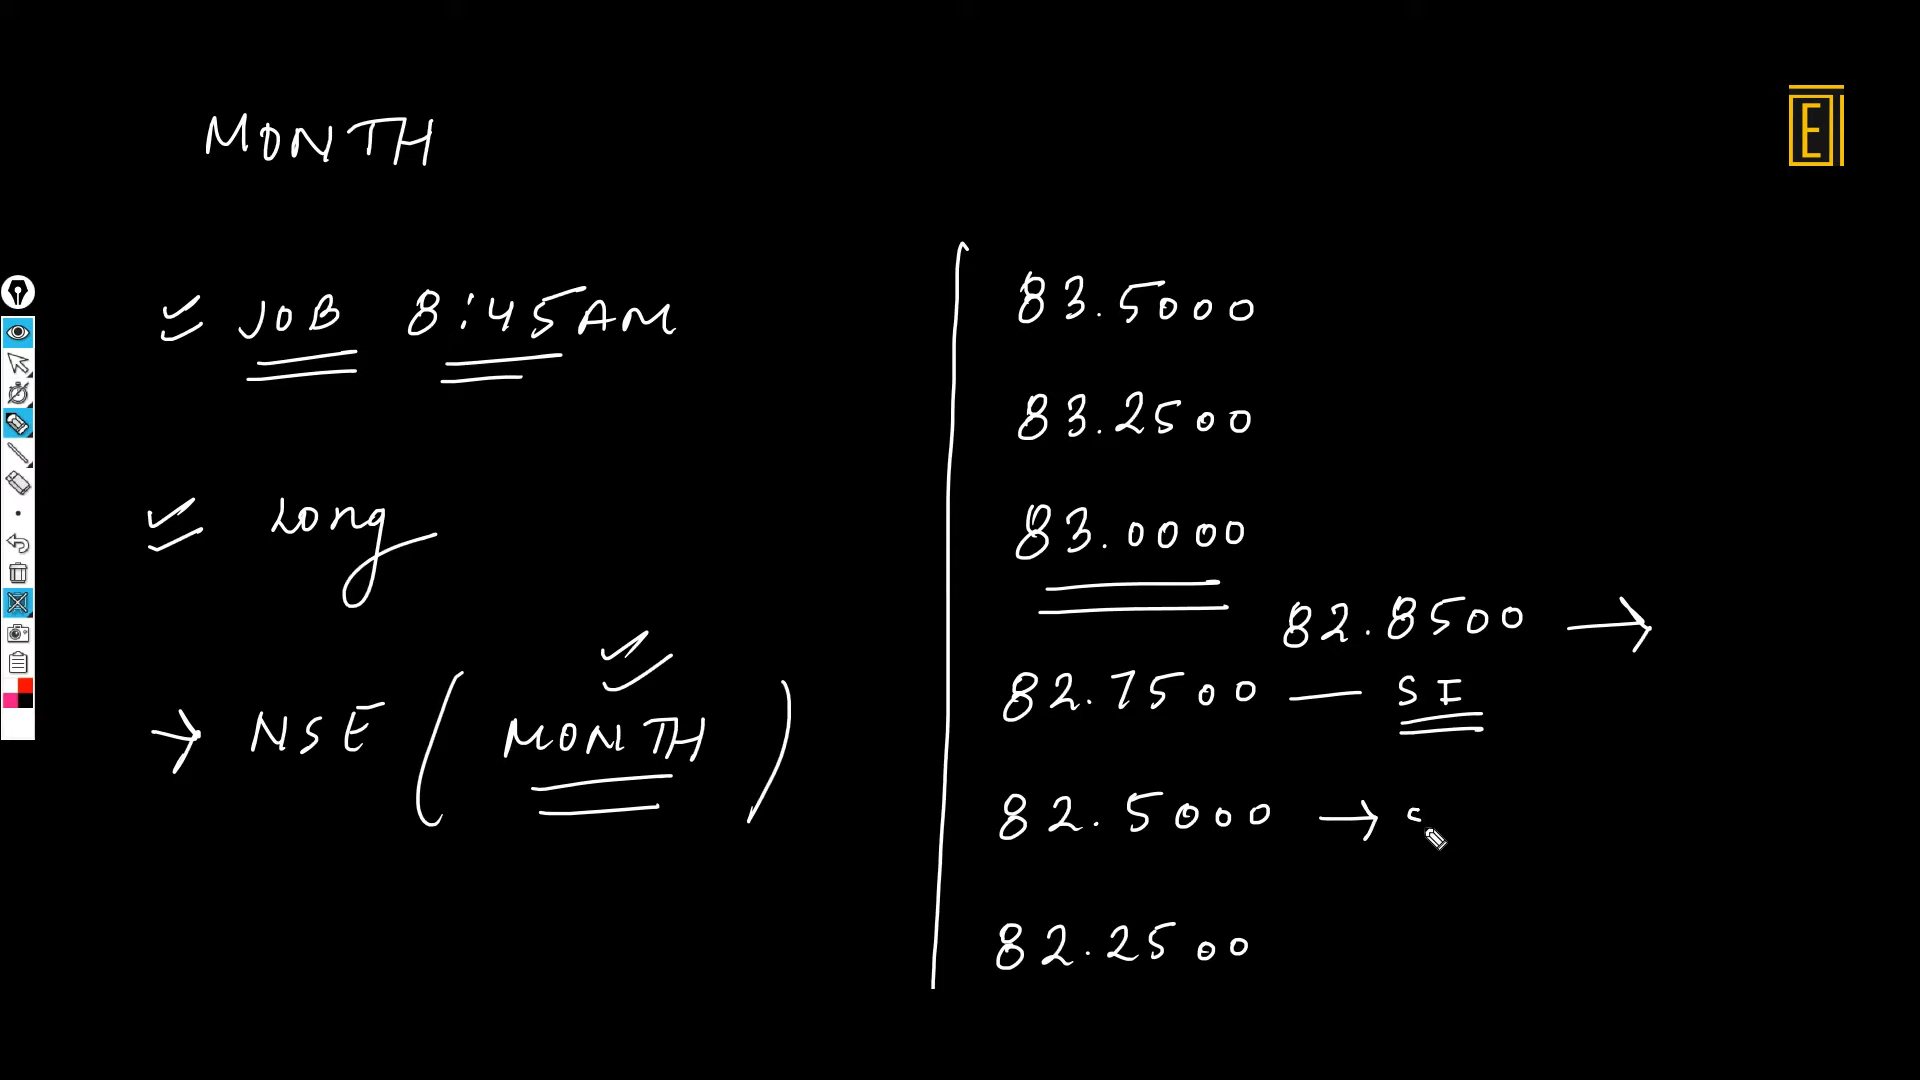 MONTH
E
JOB 8:45AM
Long
NSE (MONTH)
83.5000
83.2500
83.0000
82.8500 →
82.7500 — SI
82.5000 →
82.2500